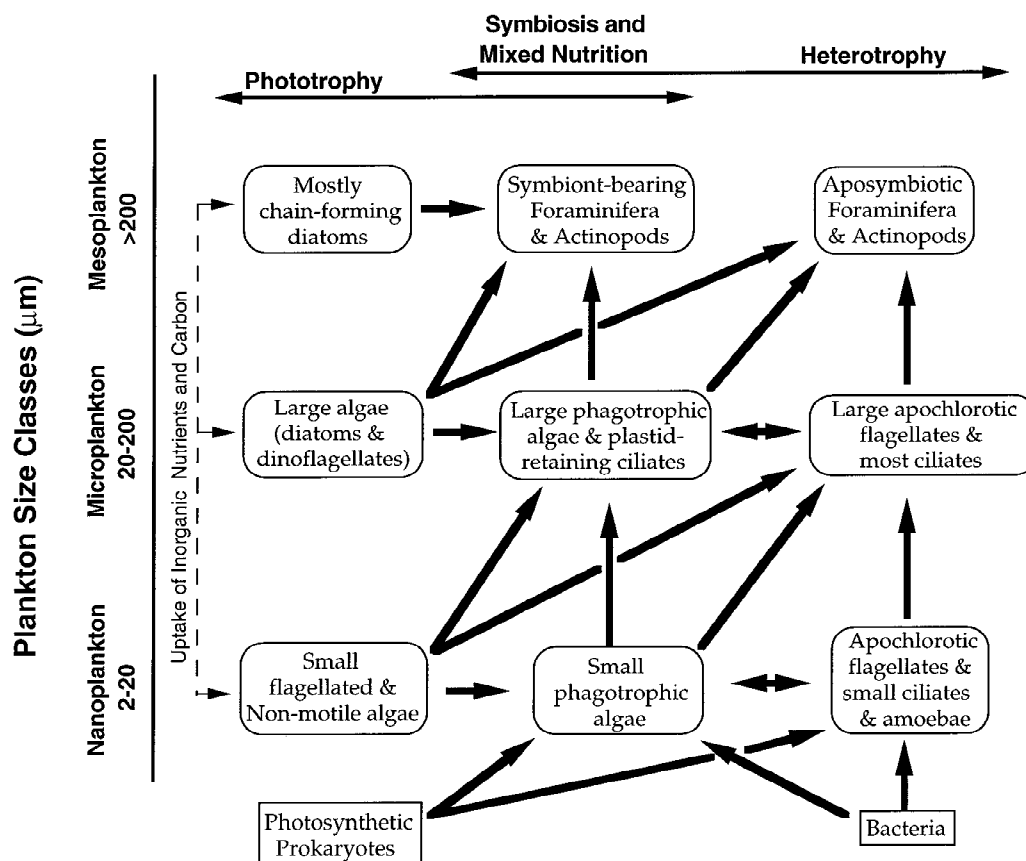 Symbiosis and
Mixed Nutrition
Heterotrophy
Phototrophy
Plankton Size Classes (μm)
Mesoplankton
>200
Microplankton
20-200
Nanoplankton
2-20
Uptake of Inorganic Nutrients and Carbon
Mostly
chain-forming
diatoms
Symbiont-bearing
Foraminifera
& Actinopods
Aposymbiotic
Foraminifera
& Actinopods
Large algae
(diatoms &
dinoflagellates)
Large phagotrophic
algae & plastid-
retaining ciliates
Large apochlorotic
flagellates &
most ciliates
Small
flagellated &
Non-motile algae
Small
phagotrophic
algae
Apochlorotic
flagellates &
small ciliates
& amoebae
Photosynthetic
Prokaryotes
Bacteria